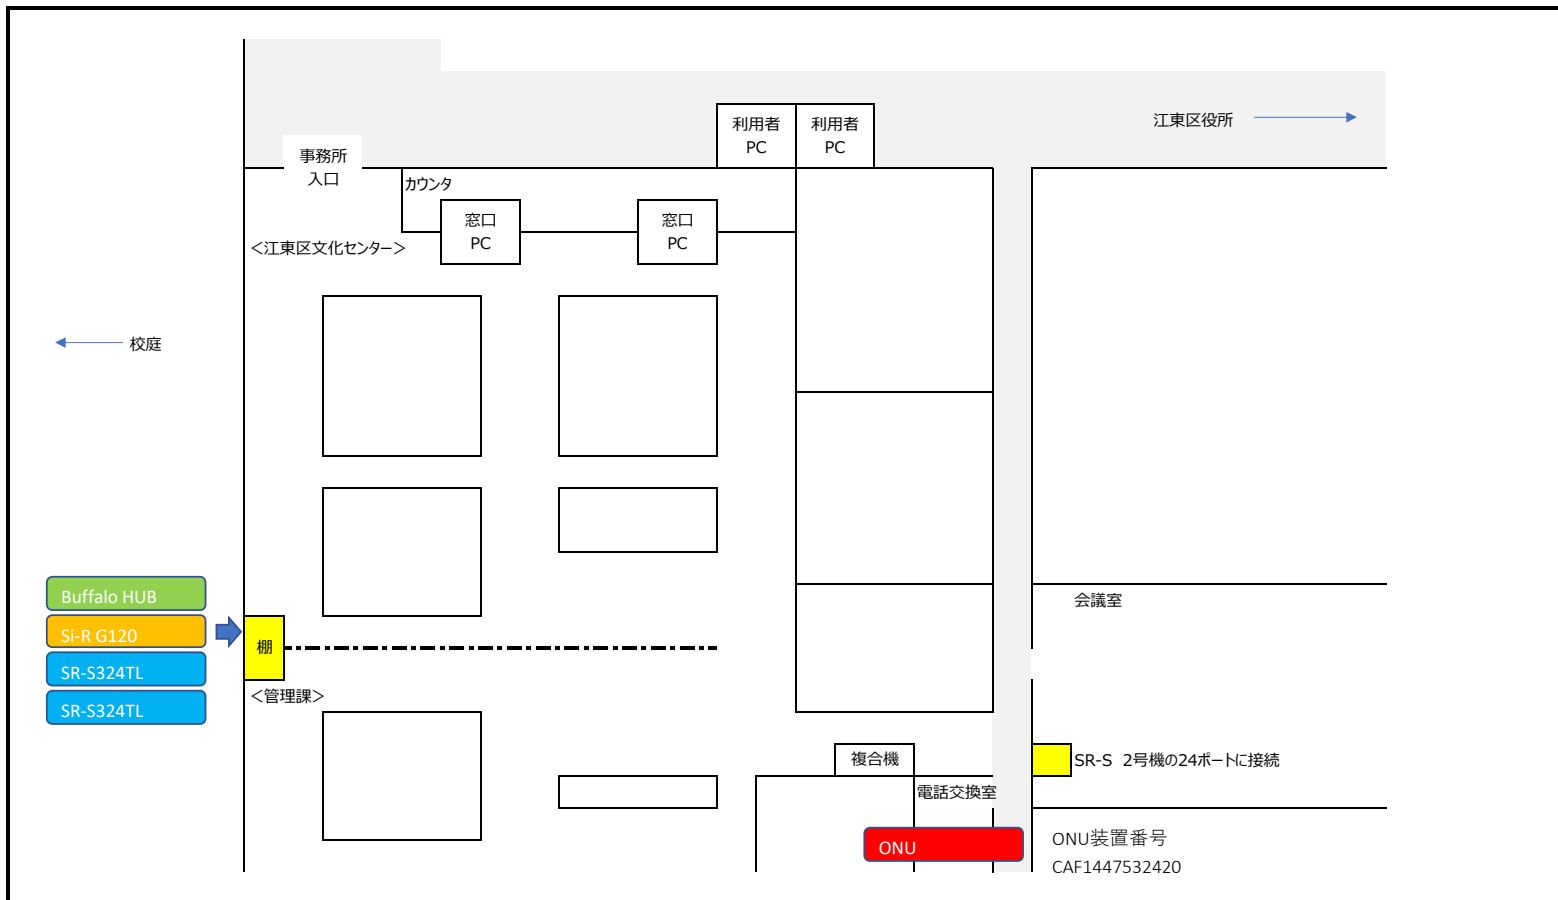 江東区役所
利用者
PC
利用者
PC
事務所
入口
カウンタ
窓口
PC
窓口
PC
<江東区文化センター>
校庭
Buffalo HUB
Si-R G120
SR-S324TL
SR-S324TL
棚
<管理課>
会議室
複合機
SR-S 2号機の24ポートに接続
電話交換室
ONU
ONU装置番号
CAF1447532420